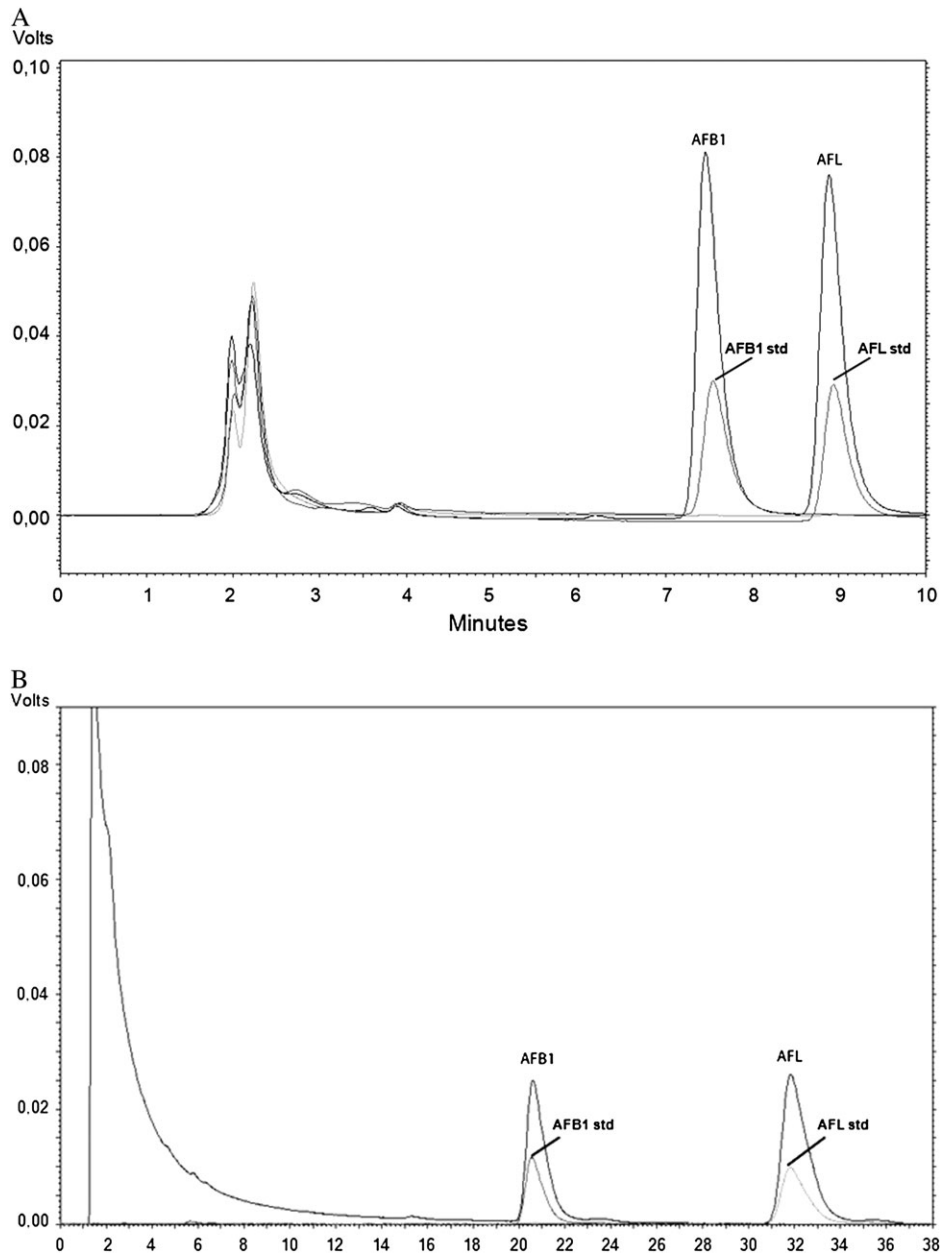 A
Volts
0,10
0,08
0,06
0,04
0,02
0,00
AFB1
AFL
AFB1 std
AFL std
0 1 2 3 4 5 6 7 8 9 10
Minutes
B
Volts
0,08
0,06
0,04
0,02
0,00
AFB1
AFL
AFB1 std
AFL std
0 2 4 6 8 10 12 14 16 18 20 22 24 26 28 30 32 34 36 38